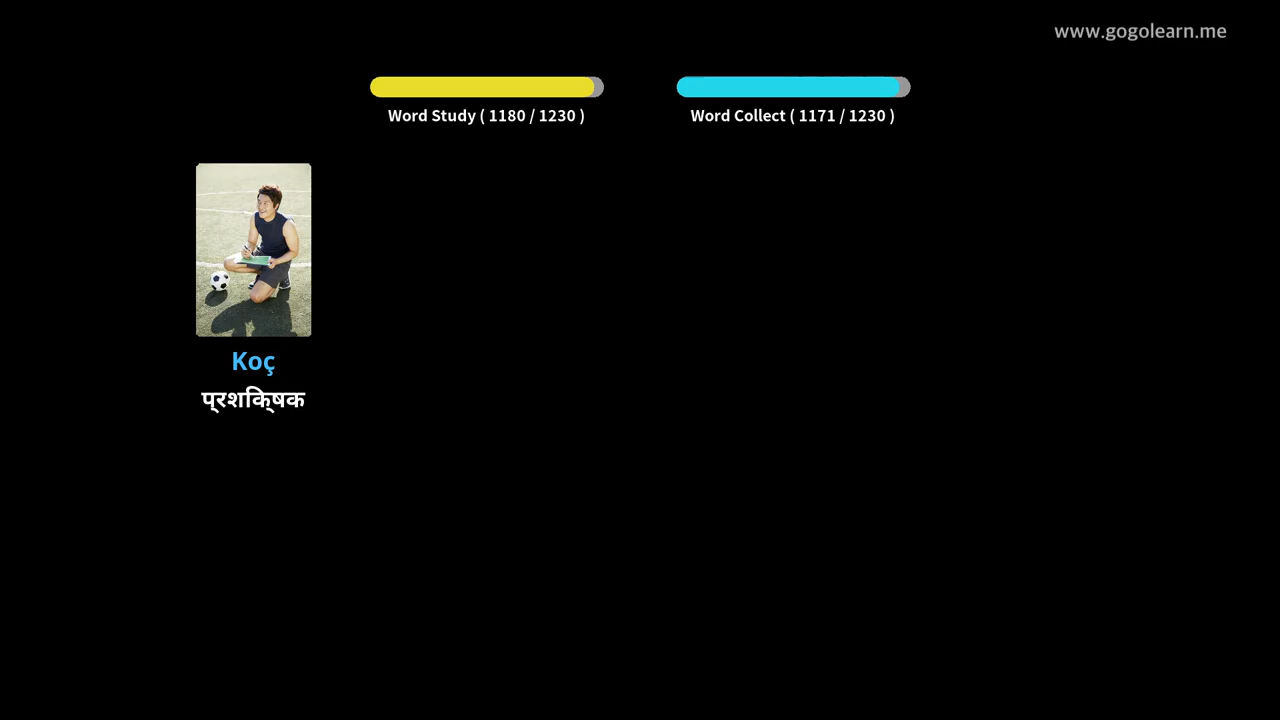 www.gogolearn.me
Word Study ( 1180 / 1230 )
Word Collect ( 1171 / 1230 )
Koç
प्रशिक्षक